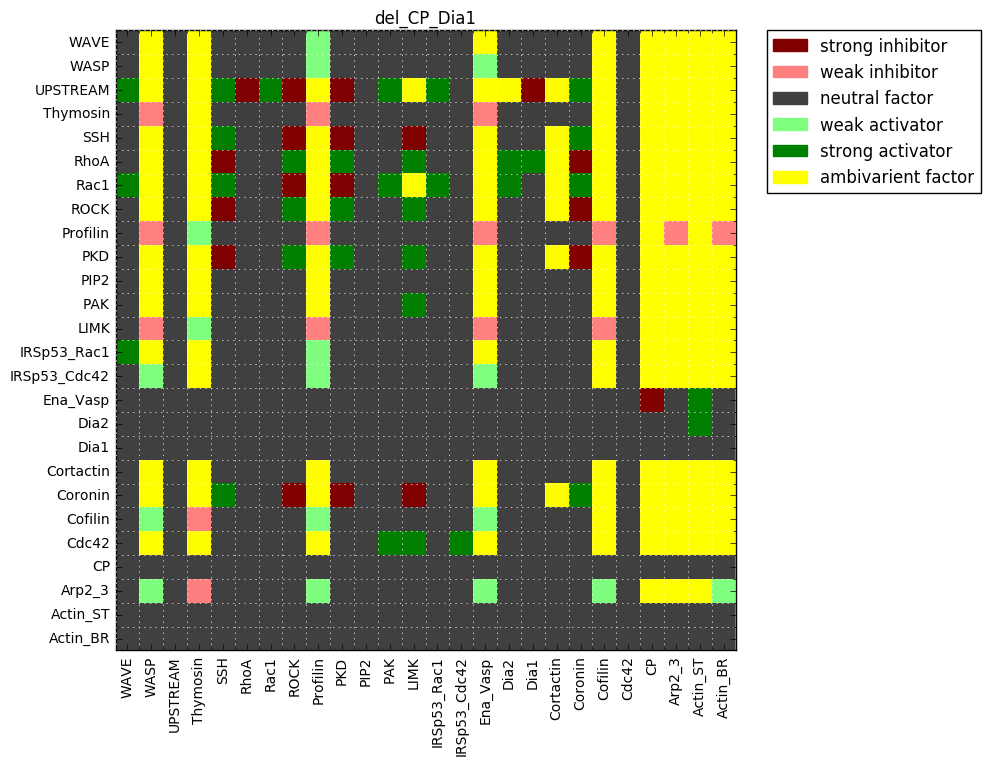 del_CP_Dia1
WAVE
WASP
UPSTREAM
Thymosin
SSH
RhoA
Rac1
ROCK
Profilin
PKD
PIP2
PAK
LIMK
IRSp53_Rac1
IRSp53_Cdc42
Ena_Vasp
Dia2
Dia1
Cortactin
Coronin
Cofilin
Cdc42
CP
Arp2_3
Actin_ST
Actin_BR
WAVE
WASP
UPSTREAM
Thymosin
SSH
RhoA
Rac1
ROCK
Profilin
PKD
PIP2
PAK
LIMK
IRSp53_Rac1
IRSp53_Cdc42
Ena_Vasp
Dia2
Dia1
Cortactin
Coronin
Cofilin
Cdc42
CP
Arp2_3
Actin_ST
Actin_BR
strong inhibitor
weak inhibitor
neutral factor
weak activator
strong activator
ambivarient factor